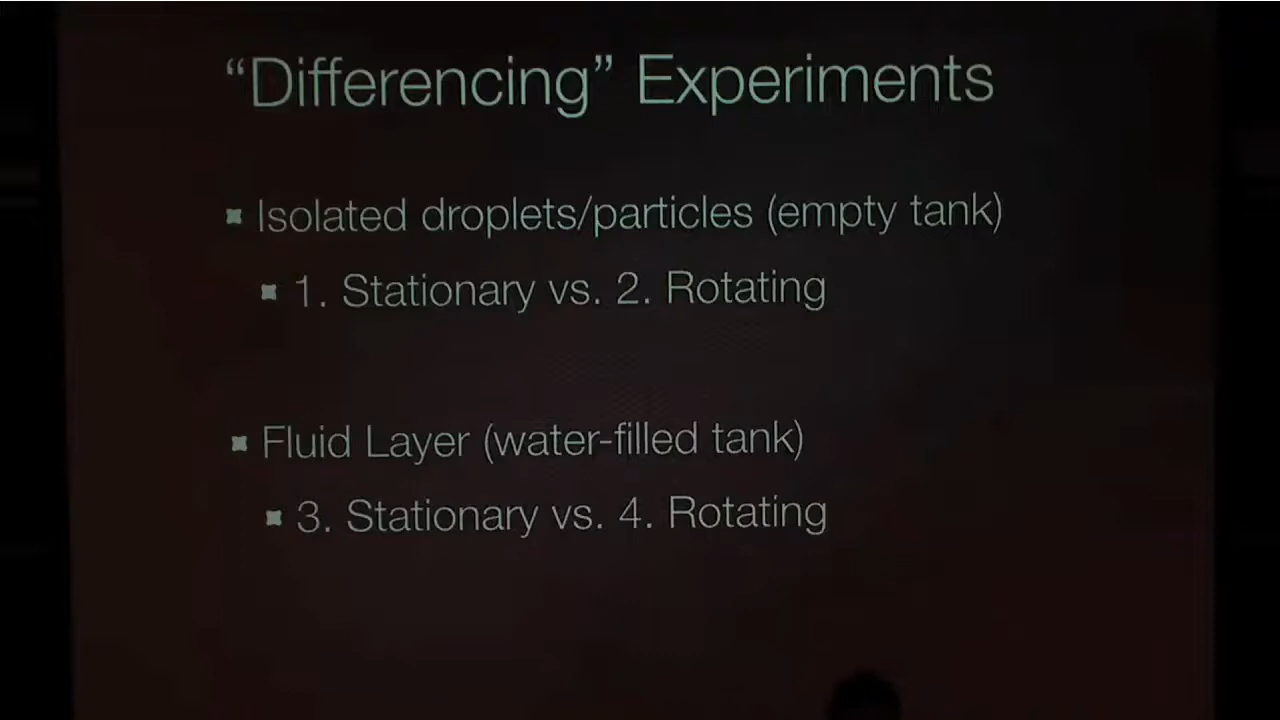 “Differencing” Experiments
Isolated droplets/particles (empty tank)
1. Stationary vs. 2. Rotating
Fluid Layer (water-filled tank)
3. Stationary vs. 4. Rotating